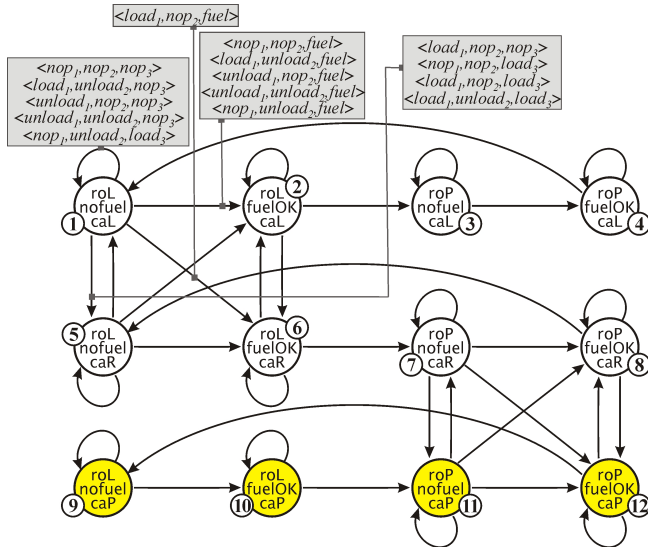 <load1,nop2,fuel>
<nop1,nop2,nop3>
<load1,unload2,nop3>
<unload1,nop2,nop3>
<unload1,unload2,nop3>
<nop1,unload2,load3>
<nop1,nop2,fuel>
<load1,unload2,fuel>
<unload1,nop2,fuel>
<unload1,unload2,fuel>
<nop1,unload2,fuel>
<load1,nop2,nop3>
<nop1,nop2,load3>
<load1,nop2,load3>
<load1,unload2,load3>
roL
nofuel
caL
1
roL
fuelOK
caL
2
roP
nofuel
caL
3
roP
fuelOK
caL
4
roL
nofuel
caR
5
roL
fuelOK
caR
6
roP
nofuel
caR
7
roP
fuelOK
caR
8
roL
nofuel
caP
9
roL
fuelOK
caP
10
roP
nofuel
caP
11
roP
fuelOK
caP
12